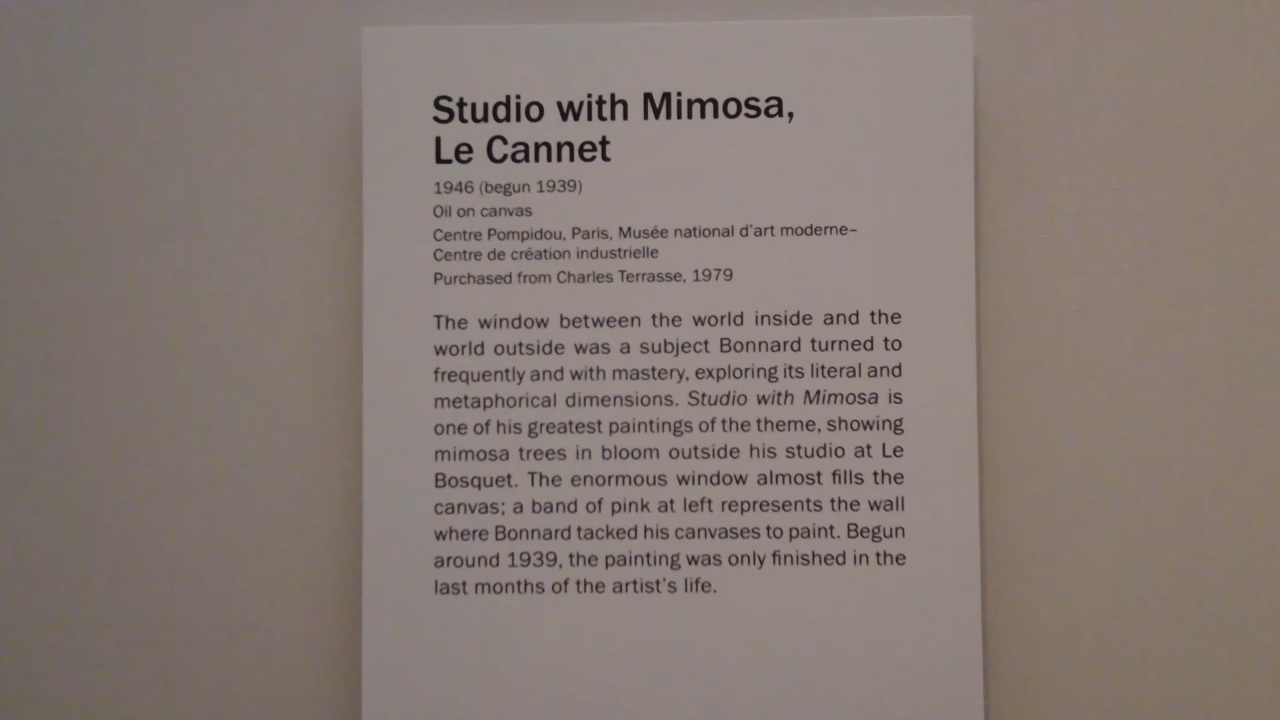 Studio with Mimosa,
Le Cannet
1946 (begun 1939)
Oil on canvas
Centre Pompidou, Paris, Musée national d'art moderne–
Centre de création industrielle
Purchased from Charles Terrasse, 1979
The window between the world inside and the
world outside was a subject Bonnard turned to
frequently and with mastery, exploring its literal and
metaphorical dimensions. Studio with Mimosa is
one of his greatest paintings of the theme, showing
mimosa trees in bloom outside his studio at Le
Bosquet. The enormous window almost fills the
canvas; a band of pink at left represents the wall
where Bonnard tacked his canvases to paint. Begun
around 1939, the painting was only finished in the
last months of the artist's life.